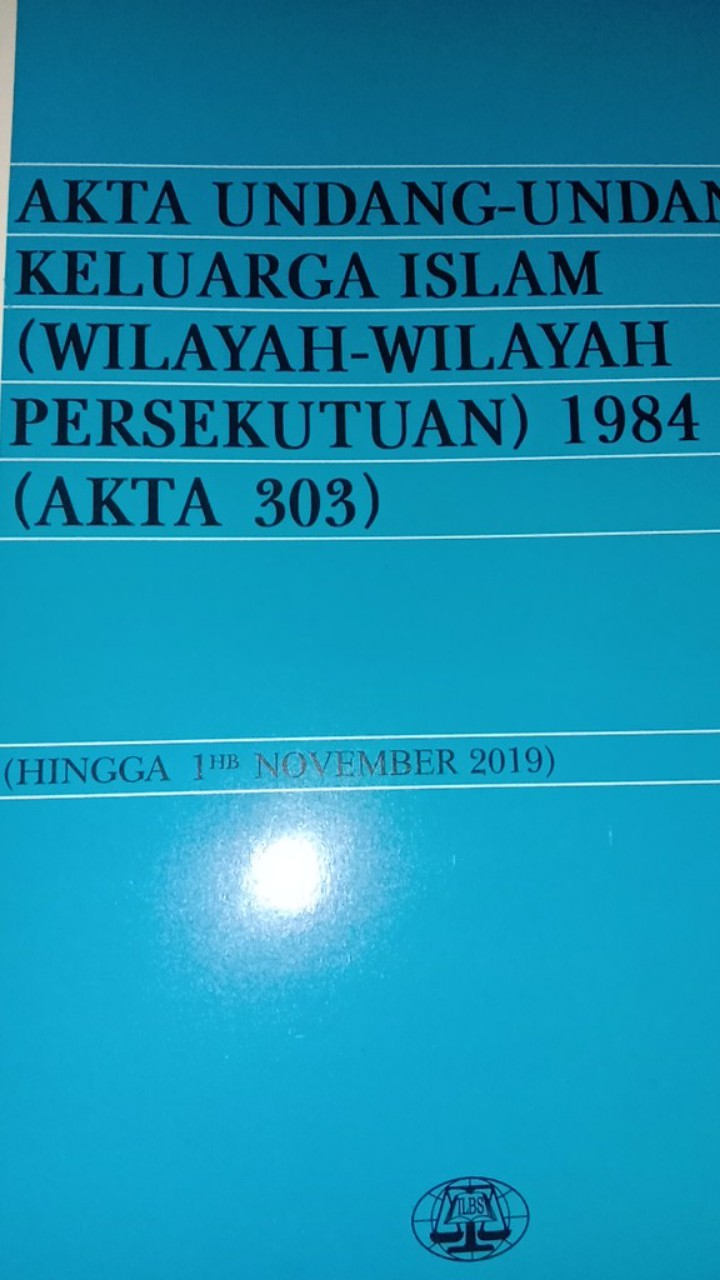 AKTA UNDANG-UNDAN
KELUARGA ISLAM
(WILAYAH-WILAYAH
PERSEKUTUAN) 1984
(AKTA 303)
(HINGGA 1HB NOVEMBER 2019)
ILBS